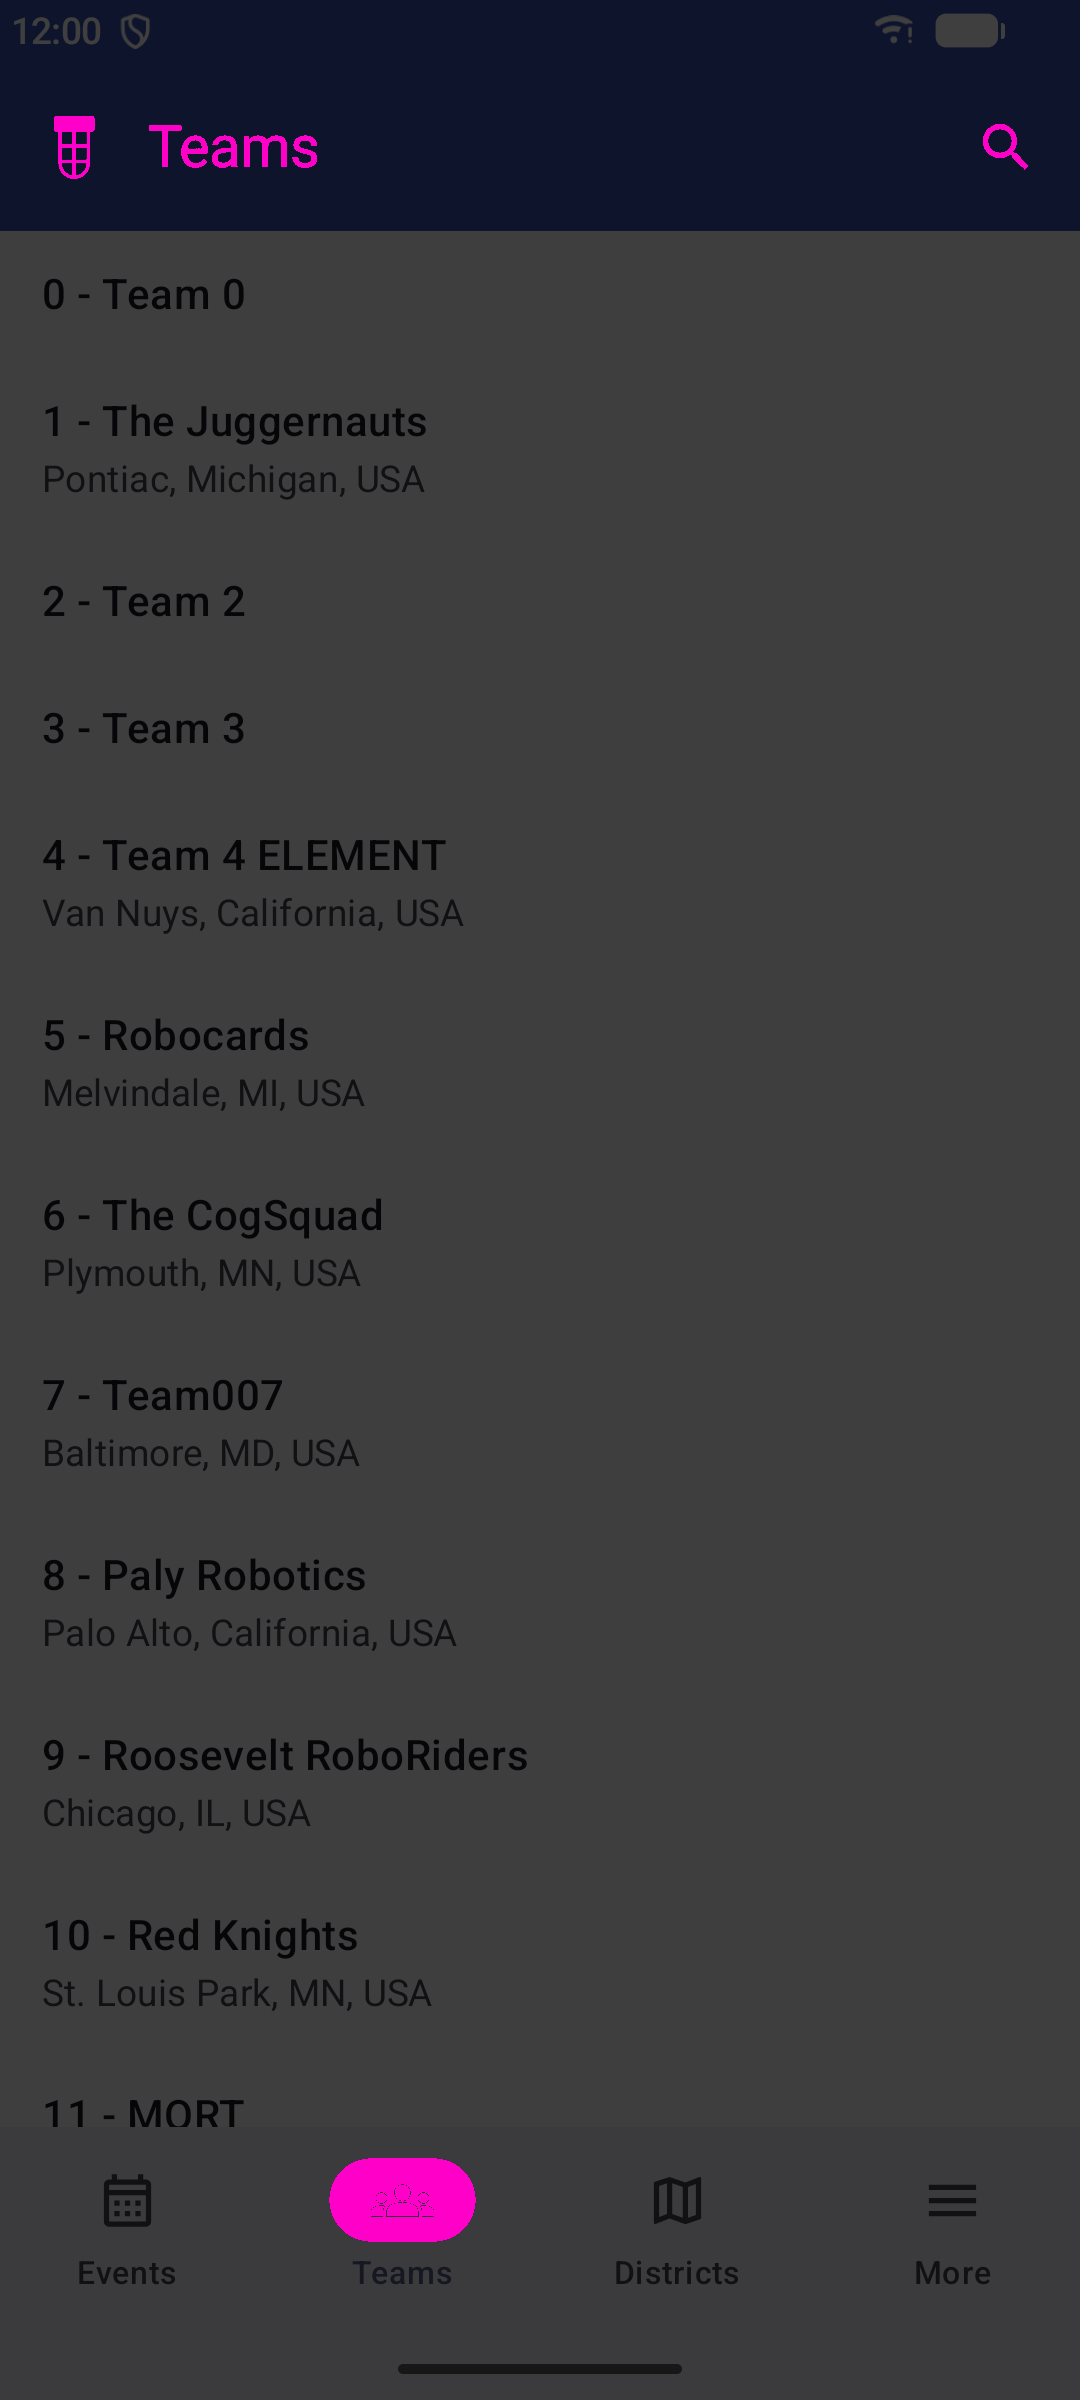 12:00
Teams
0 - Team 0
1 - The Juggernauts
Pontiac, Michigan, USA
2 - Team 2
3 - Team 3
4 - Team 4 ELEMENT
Van Nuys, California, USA
5 - Robocards
Melvindale, MI, USA
6 - The CogSquad
Plymouth, MN, USA
7 - Team007
Baltimore, MD, USA
8 - Paly Robotics
Palo Alto, California, USA
9 - Roosevelt RoboRiders
Chicago, IL, USA
10 - Red Knights
St. Louis Park, MN, USA
11 - MORT
Events
Teams
Districts
More